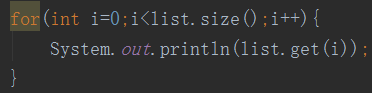 for(int i=0;i<list.size();i++){
    System.out.println(list.get(i));
}